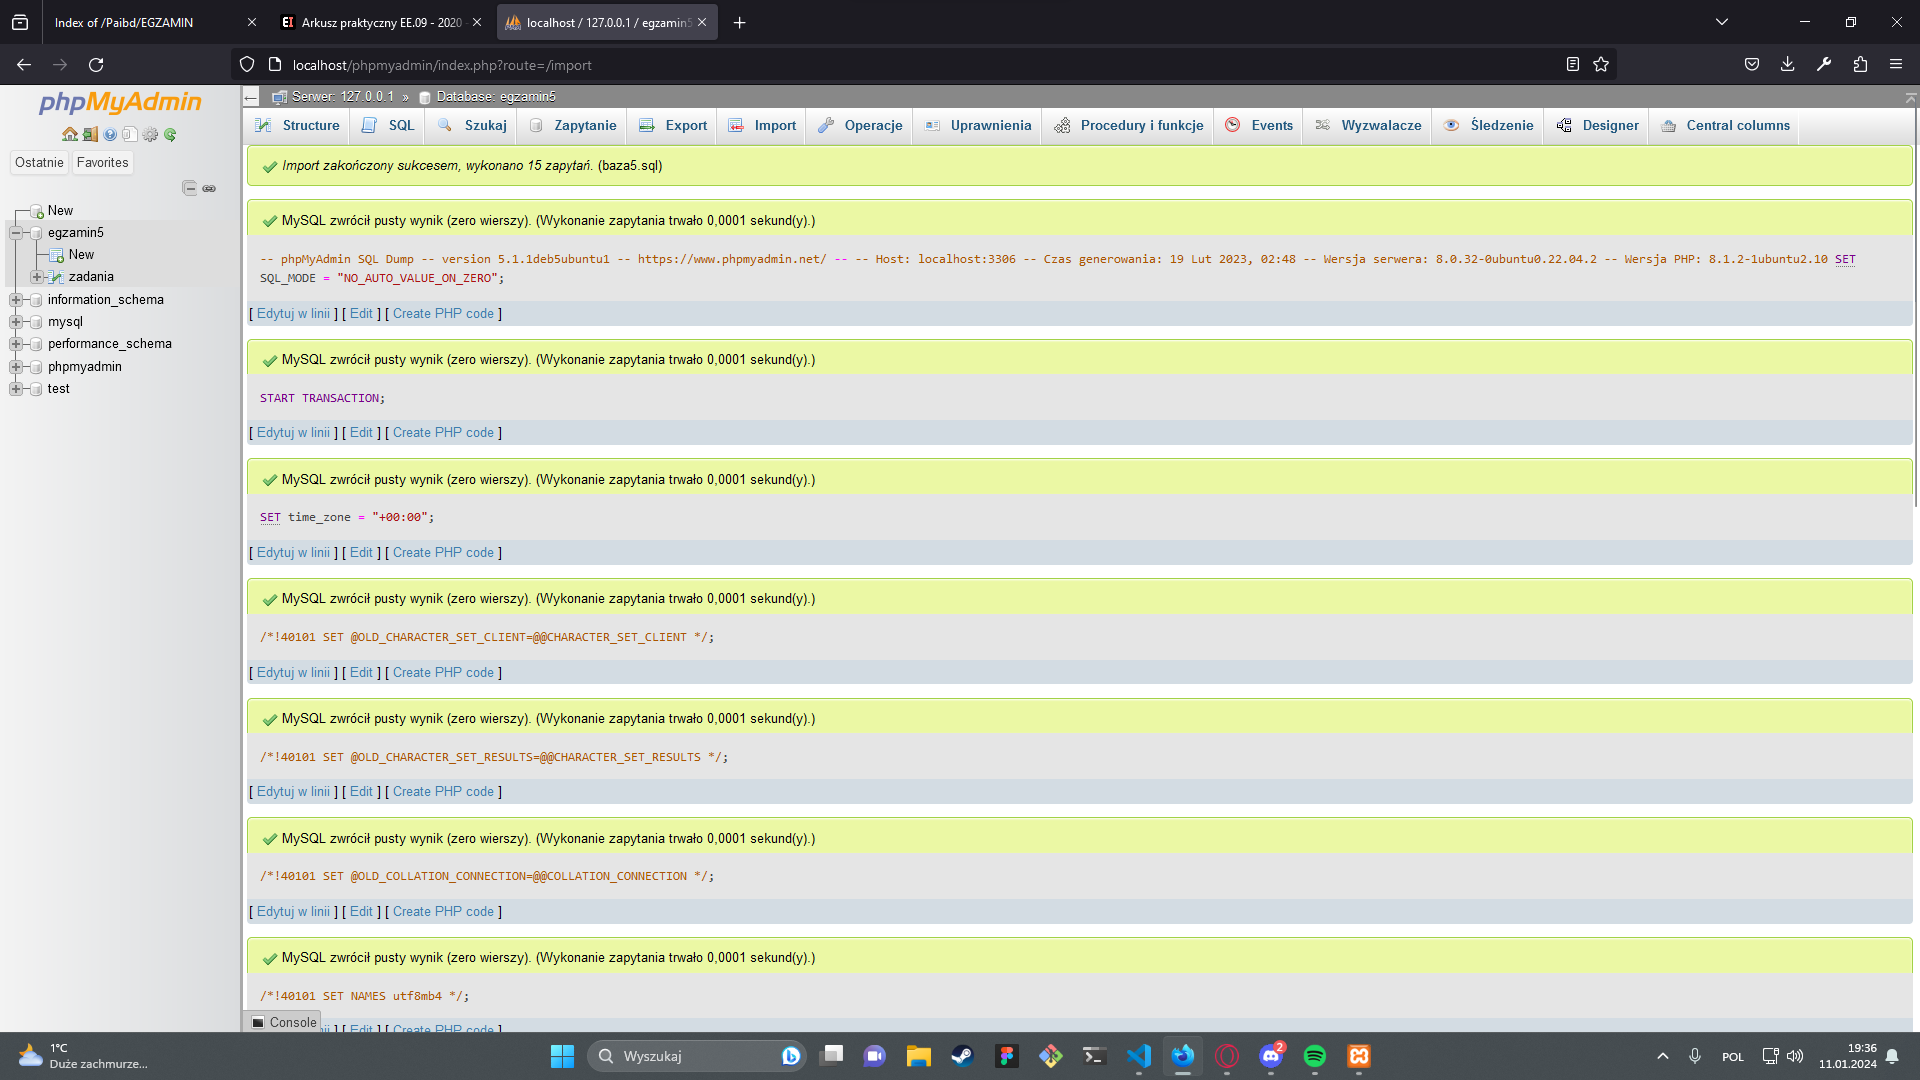 Index of /Paibd/EGZAMIN
Arkusz praktyczny EE.09 - 2020
localhost / 127.0.0.1 / egzamin5
localhost/phpmyadmin/index.php?route=/import
phpMyAdmin
Ostatnie Favorites
New
egzamin5
New
zadania
information_schema
mysql
performance_schema
phpmyadmin
test
Serwer: 127.0.0.1 » Database: egzamin5
Structure SQL Szukaj Zapytanie Export Import Operacje Uprawnienia Procedury i funkcje Events Wyzwalacze Śledzenie Designer Central columns
Import zakończony sukcesem, wykonano 15 zapytań. (baza5.sql)
MySQL zwrócił pusty wynik (zero wierszy). (Wykonanie zapytania trwało 0,0001 sekund(y).)
-- phpMyAdmin SQL Dump -- version 5.1.1deb5ubuntu1 -- https://www.phpmyadmin.net/ -- -- Host: localhost:3306 -- Czas generowania: 19 Lut 2023, 02:48 -- Wersja serwera: 8.0.32-0ubuntu0.22.04.2 -- Wersja PHP: 8.1.2-1ubuntu2.10 SET
SQL_MODE = "NO_AUTO_VALUE_ON_ZERO";
[ Edytuj w linii ] [ Edit ] [ Create PHP code ]
MySQL zwrócił pusty wynik (zero wierszy). (Wykonanie zapytania trwało 0,0001 sekund(y).)
START TRANSACTION;
[ Edytuj w linii ] [ Edit ] [ Create PHP code ]
MySQL zwrócił pusty wynik (zero wierszy). (Wykonanie zapytania trwało 0,0001 sekund(y).)
SET time_zone = "+00:00";
[ Edytuj w linii ] [ Edit ] [ Create PHP code ]
MySQL zwrócił pusty wynik (zero wierszy). (Wykonanie zapytania trwało 0,0001 sekund(y).)
/*!40101 SET @OLD_CHARACTER_SET_CLIENT=@@CHARACTER_SET_CLIENT */;
[ Edytuj w linii ] [ Edit ] [ Create PHP code ]
MySQL zwrócił pusty wynik (zero wierszy). (Wykonanie zapytania trwało 0,0001 sekund(y).)
/*!40101 SET @OLD_CHARACTER_SET_RESULTS=@@CHARACTER_SET_RESULTS */;
[ Edytuj w linii ] [ Edit ] [ Create PHP code ]
MySQL zwrócił pusty wynik (zero wierszy). (Wykonanie zapytania trwało 0,0001 sekund(y).)
/*!40101 SET @OLD_COLLATION_CONNECTION=@@COLLATION_CONNECTION */;
[ Edytuj w linii ] [ Edit ] [ Create PHP code ]
MySQL zwrócił pusty wynik (zero wierszy). (Wykonanie zapytania trwało 0,0001 sekund(y).)
/*!40101 SET NAMES utf8mb4 */;
Console
] [ Edit ] [ Create PHP code ]
1°C
Duże zachmurze...
Wyszukaj
2
POL
19:36
11.01.2024